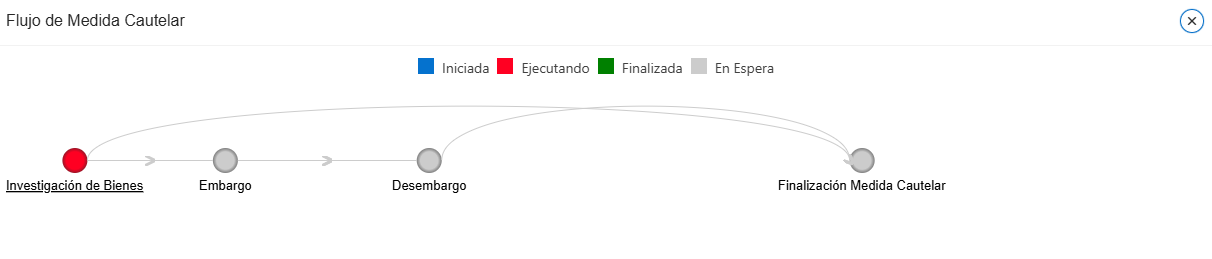 Flujo de Medida Cautelar
Iniciada Ejecutando Finalizada En Espera
Investigación de Bienes Embargo Desembargo Finalización Medida Cautelar